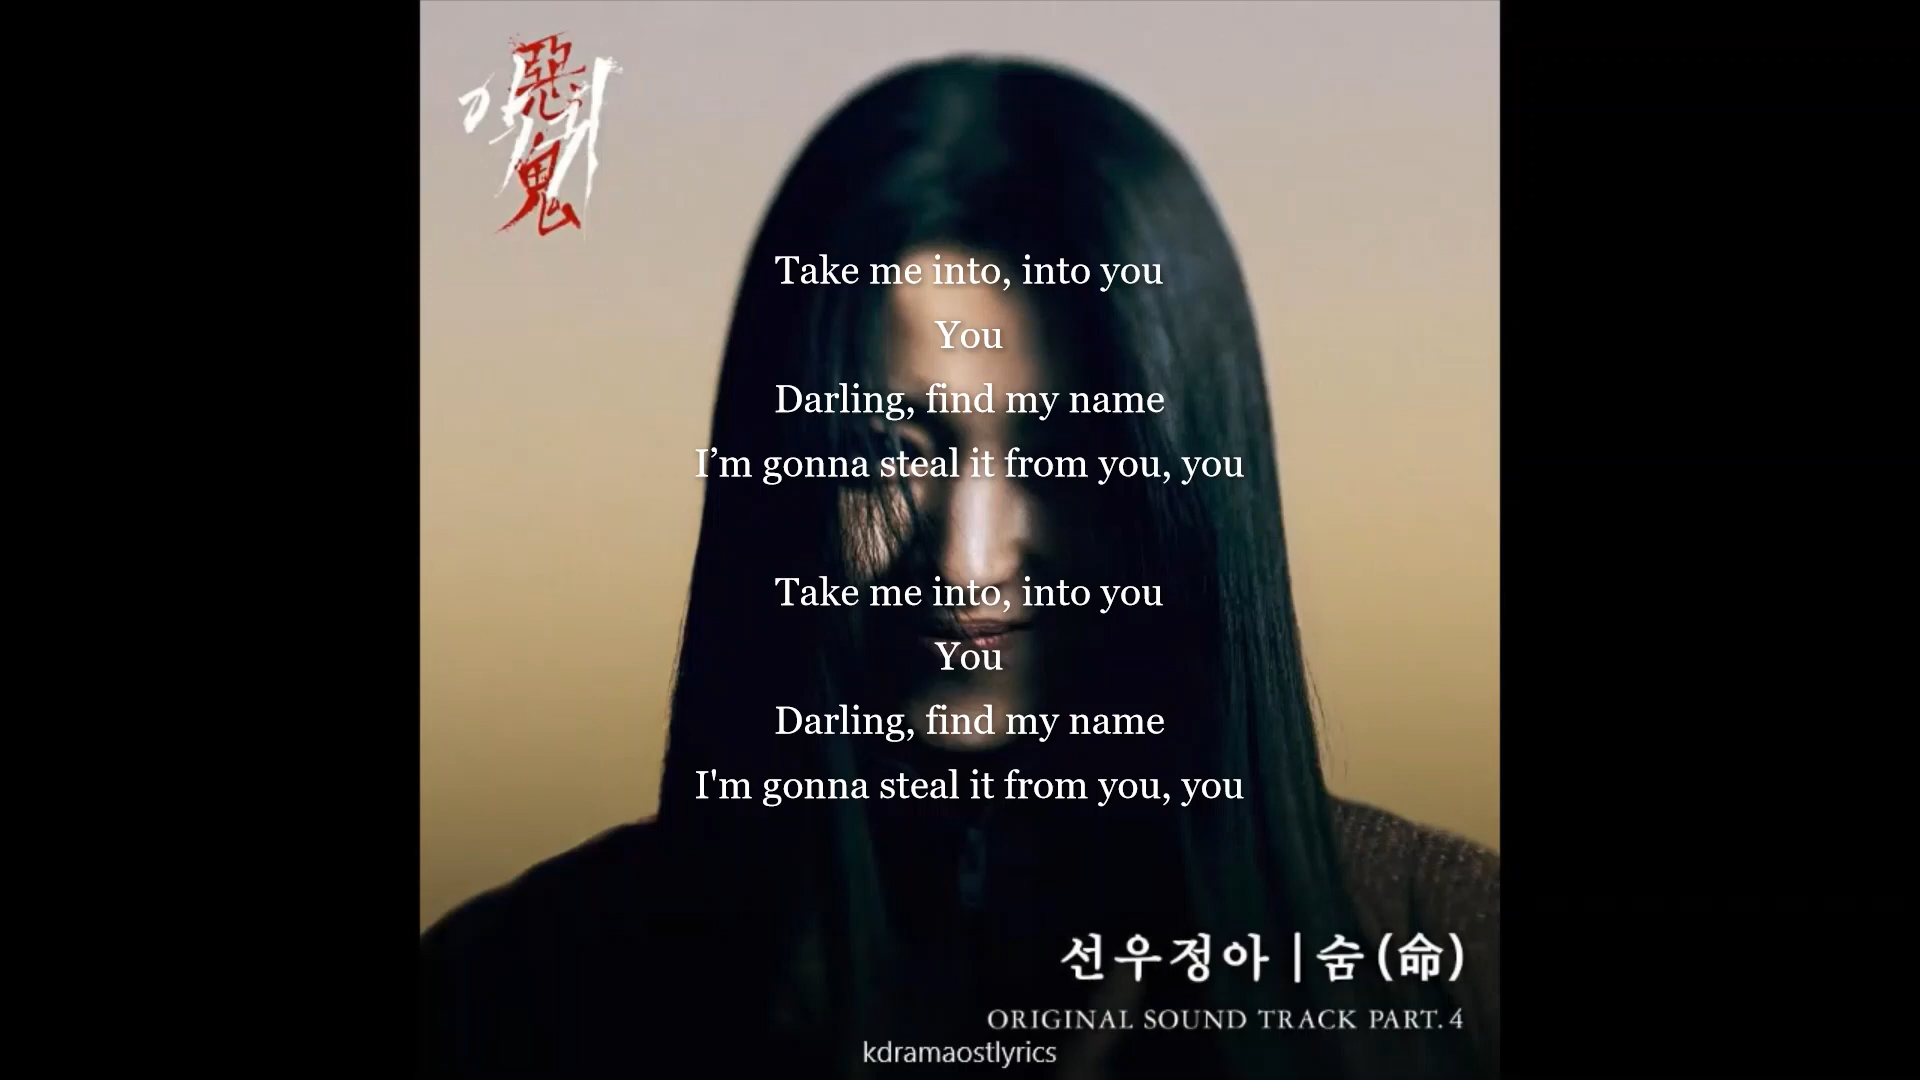 악귀
惡鬼
Take me into, into you
You
Darling, find my name
I’m gonna steal it from you, you
Take me into, into you
You
Darling, find my name
I'm gonna steal it from you, you
선우정아 | 숨(命)
ORIGINAL SOUND TRACK PART.4
kdramaostlyrics